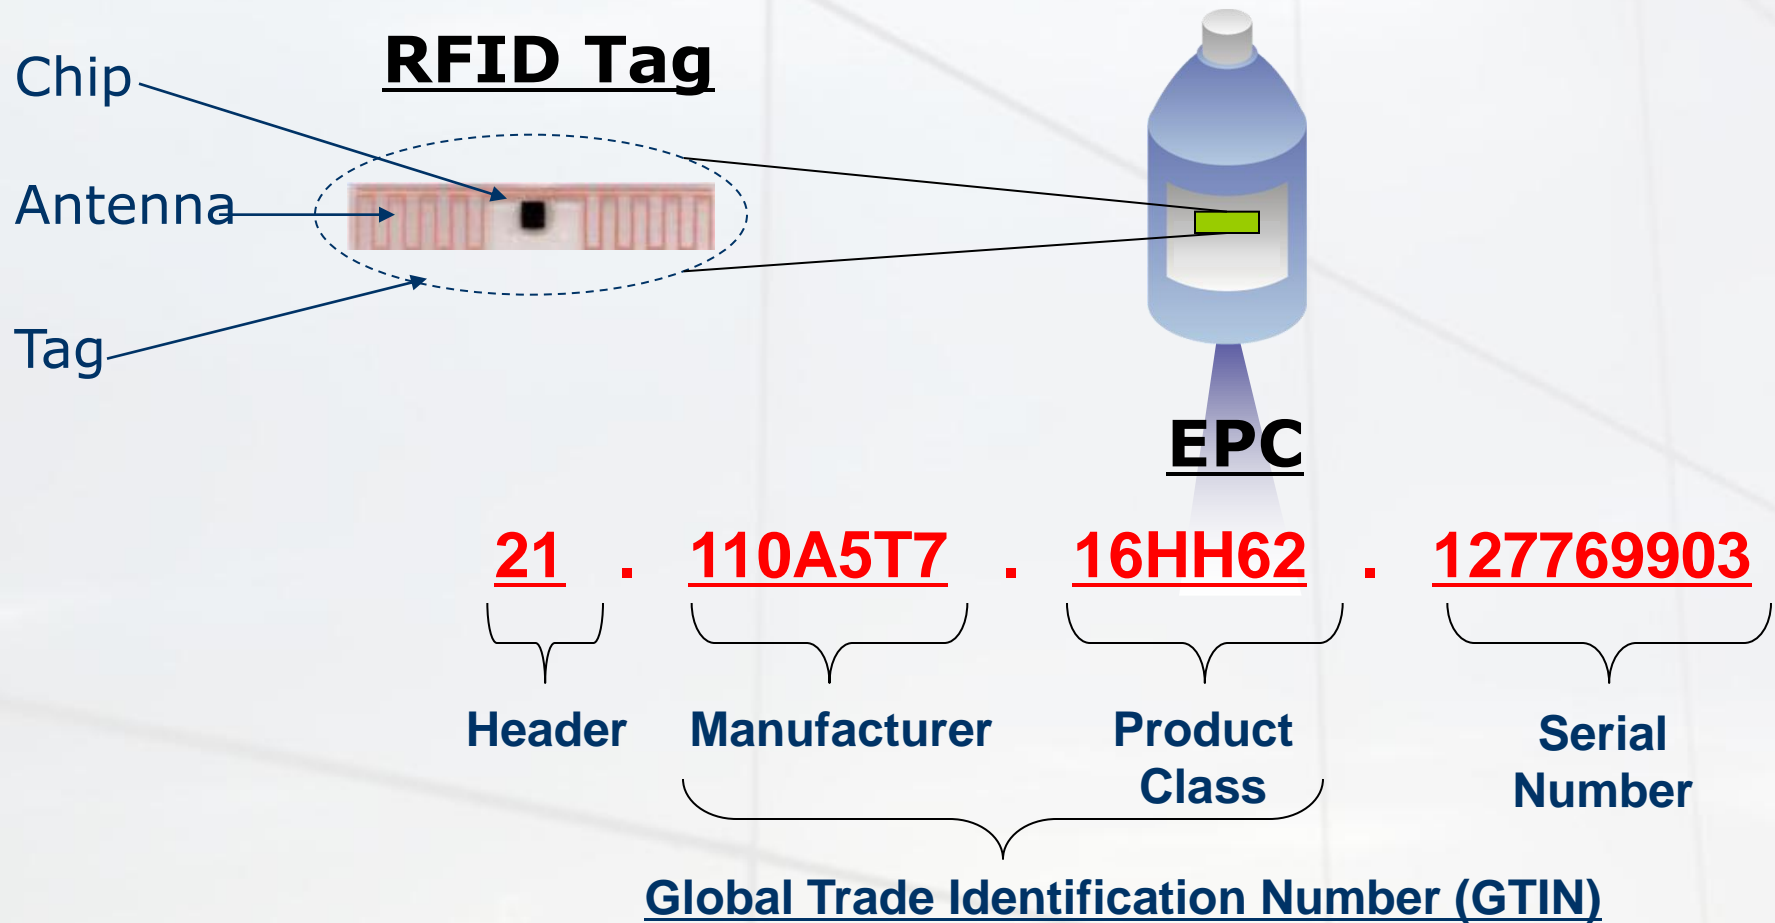 RFID Tag
Chip
Antenna
Tag
EPC
21 . 110A5T7 . 16HH62 . 127769903
Header Manufacturer Product Class Serial Number
Global Trade Identification Number (GTIN)